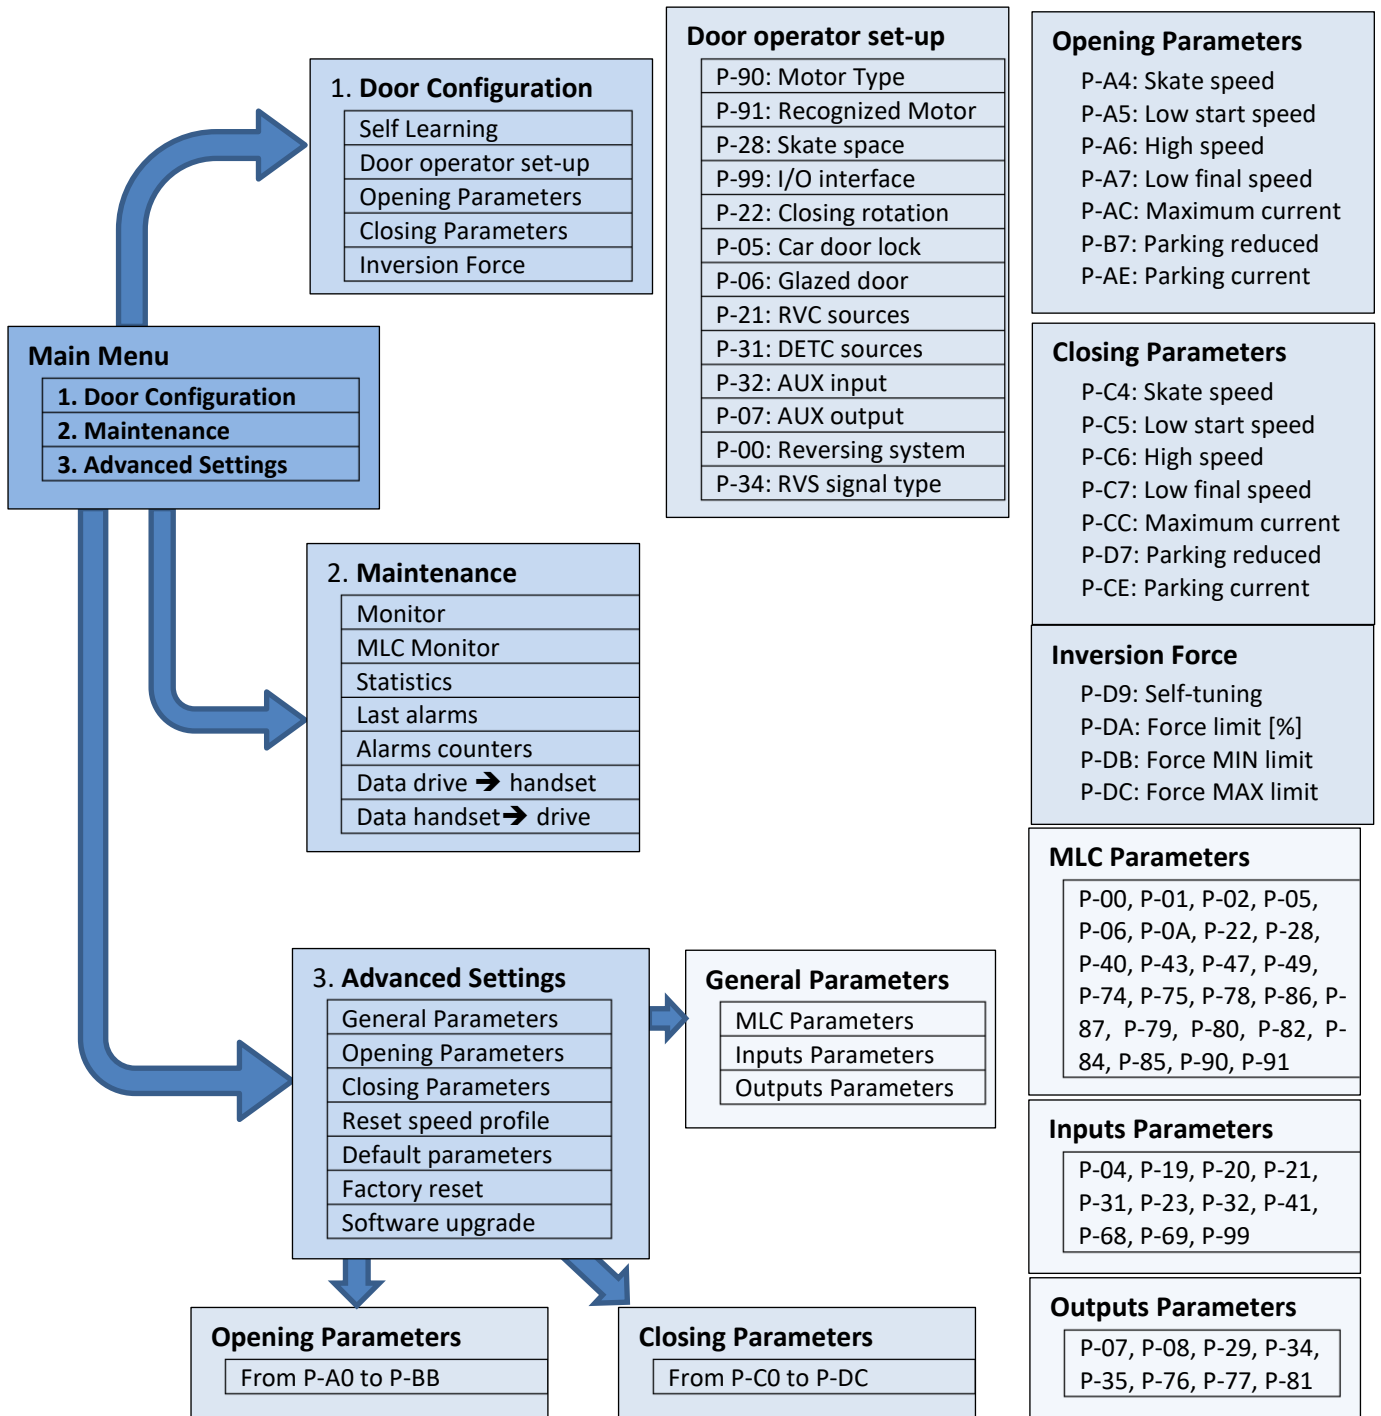 Main Menu
1. Door Configuration
2. Maintenance
3. Advanced Settings
1. Door Configuration
Self Learning
Door operator set-up
Opening Parameters
Closing Parameters
Inversion Force
Door operator set-up
P-90: Motor Type
P-91: Recognized Motor
P-28: Skate space
P-99: I/O interface
P-22: Closing rotation
P-05: Car door lock
P-06: Glazed door
P-21: RVC sources
P-31: DETC sources
P-32: AUX input
P-07: AUX output
P-00: Reversing system
P-34: RVS signal type
Opening Parameters
P-A4: Skate speed
P-A5: Low start speed
P-A6: High speed
P-A7: Low final speed
P-AC: Maximum current
P-B7: Parking reduced
P-AE: Parking current
Closing Parameters
P-C4: Skate speed
P-C5: Low start speed
P-C6: High speed
P-C7: Low final speed
P-CC: Maximum current
P-D7: Parking reduced
P-CE: Parking current
Inversion Force
P-D9: Self-tuning
P-DA: Force limit [%]
P-DB: Force MIN limit
P-DC: Force MAX limit
2. Maintenance
Monitor
MLC Monitor
Statistics
Last alarms
Alarms counters
Data drive ➔ handset
Data handset➔ drive
3. Advanced Settings
General Parameters
Opening Parameters
Closing Parameters
Reset speed profile
Default parameters
Factory reset
Software upgrade
General Parameters
MLC Parameters
Inputs Parameters
Outputs Parameters
MLC Parameters
P-00, P-01, P-02, P-05,
P-06, P-0A, P-22, P-28,
P-40, P-43, P-47, P-49,
P-74, P-75, P-78, P-86, P-
87, P-79, P-80, P-82, P-
84, P-85, P-90, P-91
Inputs Parameters
P-04, P-19, P-20, P-21,
P-31, P-23, P-32, P-41,
P-68, P-69, P-99
Outputs Parameters
P-07, P-08, P-29, P-34,
P-35, P-76, P-77, P-81
Opening Parameters
From P-A0 to P-BB
Closing Parameters
From P-C0 to P-DC